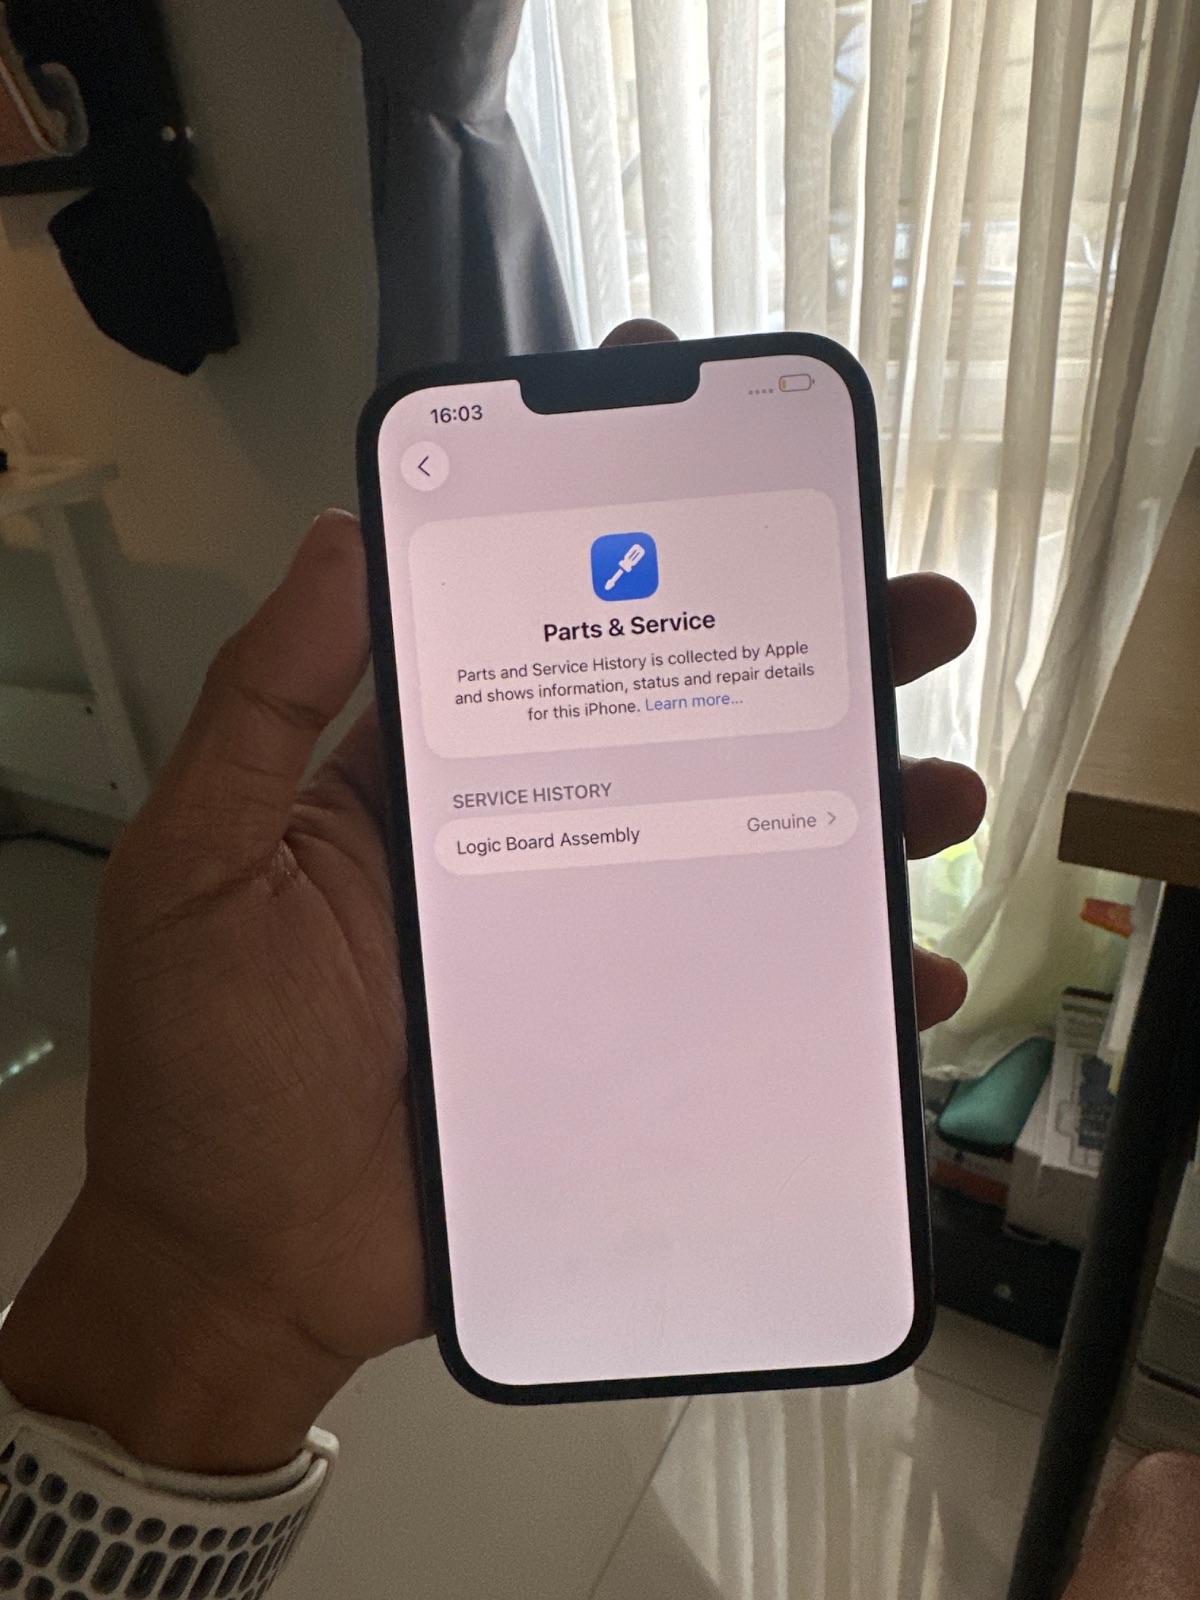 16:03
Parts & Service
Parts and Service History is collected by Apple
and shows information, status and repair details
for this iPhone. Learn more...
SERVICE HISTORY
Logic Board Assembly
Genuine